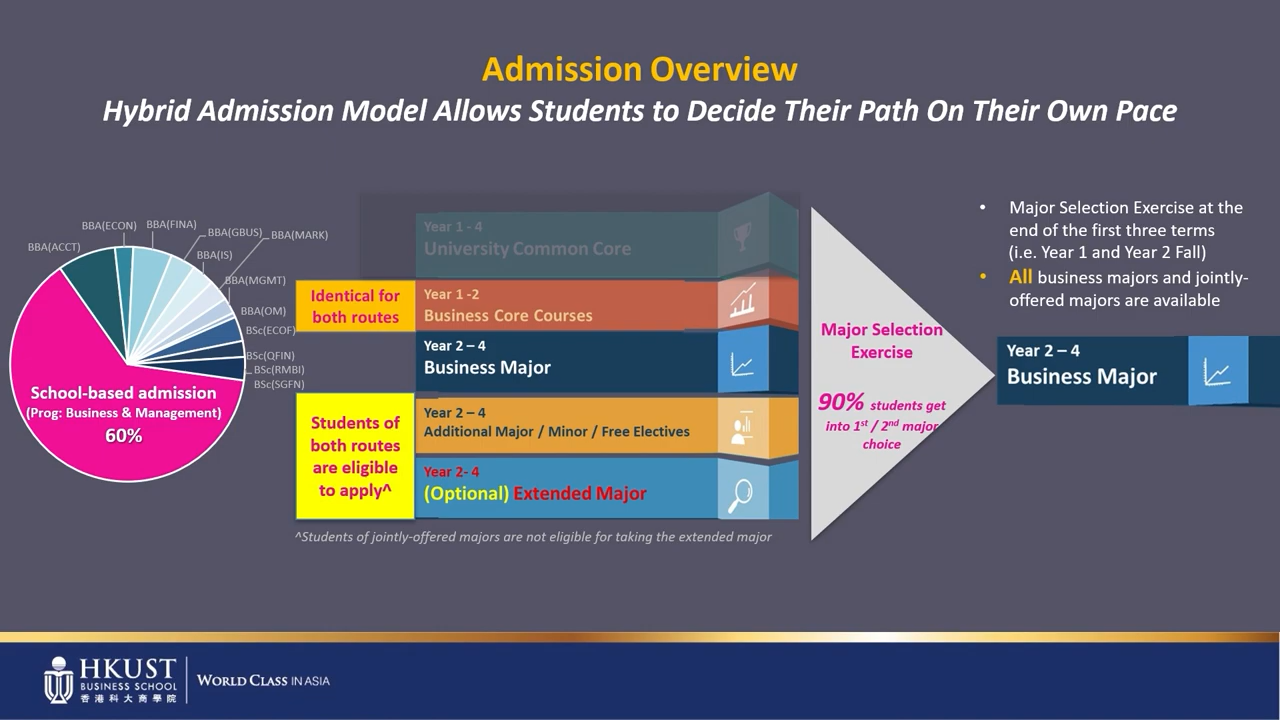 Admission Overview
Hybrid Admission Model Allows Students to Decide Their Path On Their Own Pace
BBA(ACCT)
BBA(ECON)
BBA(FINA)
BBA(GBUS)
BBA(MARK)
BBA(IS)
BBA(MGMT)
BBA(OM)
BSc(ECOF)
BSc(QFIN)
BSc(RMBI)
BSc(SGFN)
School-based admission
(Prog: Business & Management)
60%
Year 1 - 4
University Common Core
Identical for
both routes
Year 1 -2
Business Core Courses
Year 2 – 4
Business Major
Students of
both routes
are eligible
to apply^
Year 2 – 4
Additional Major / Minor / Free Electives
Year 2- 4
(Optional) Extended Major
^Students of jointly-offered majors are not eligible for taking the extended major
Major Selection
Exercise
90% students get
into 1st / 2nd major
choice
• Major Selection Exercise at the
end of the first three terms
(i.e. Year 1 and Year 2 Fall)
• All business majors and jointly-
offered majors are available
Year 2 – 4
Business Major
HKUST
BUSINESS SCHOOL
香港科大商學院
WORLD CLASS IN ASIA